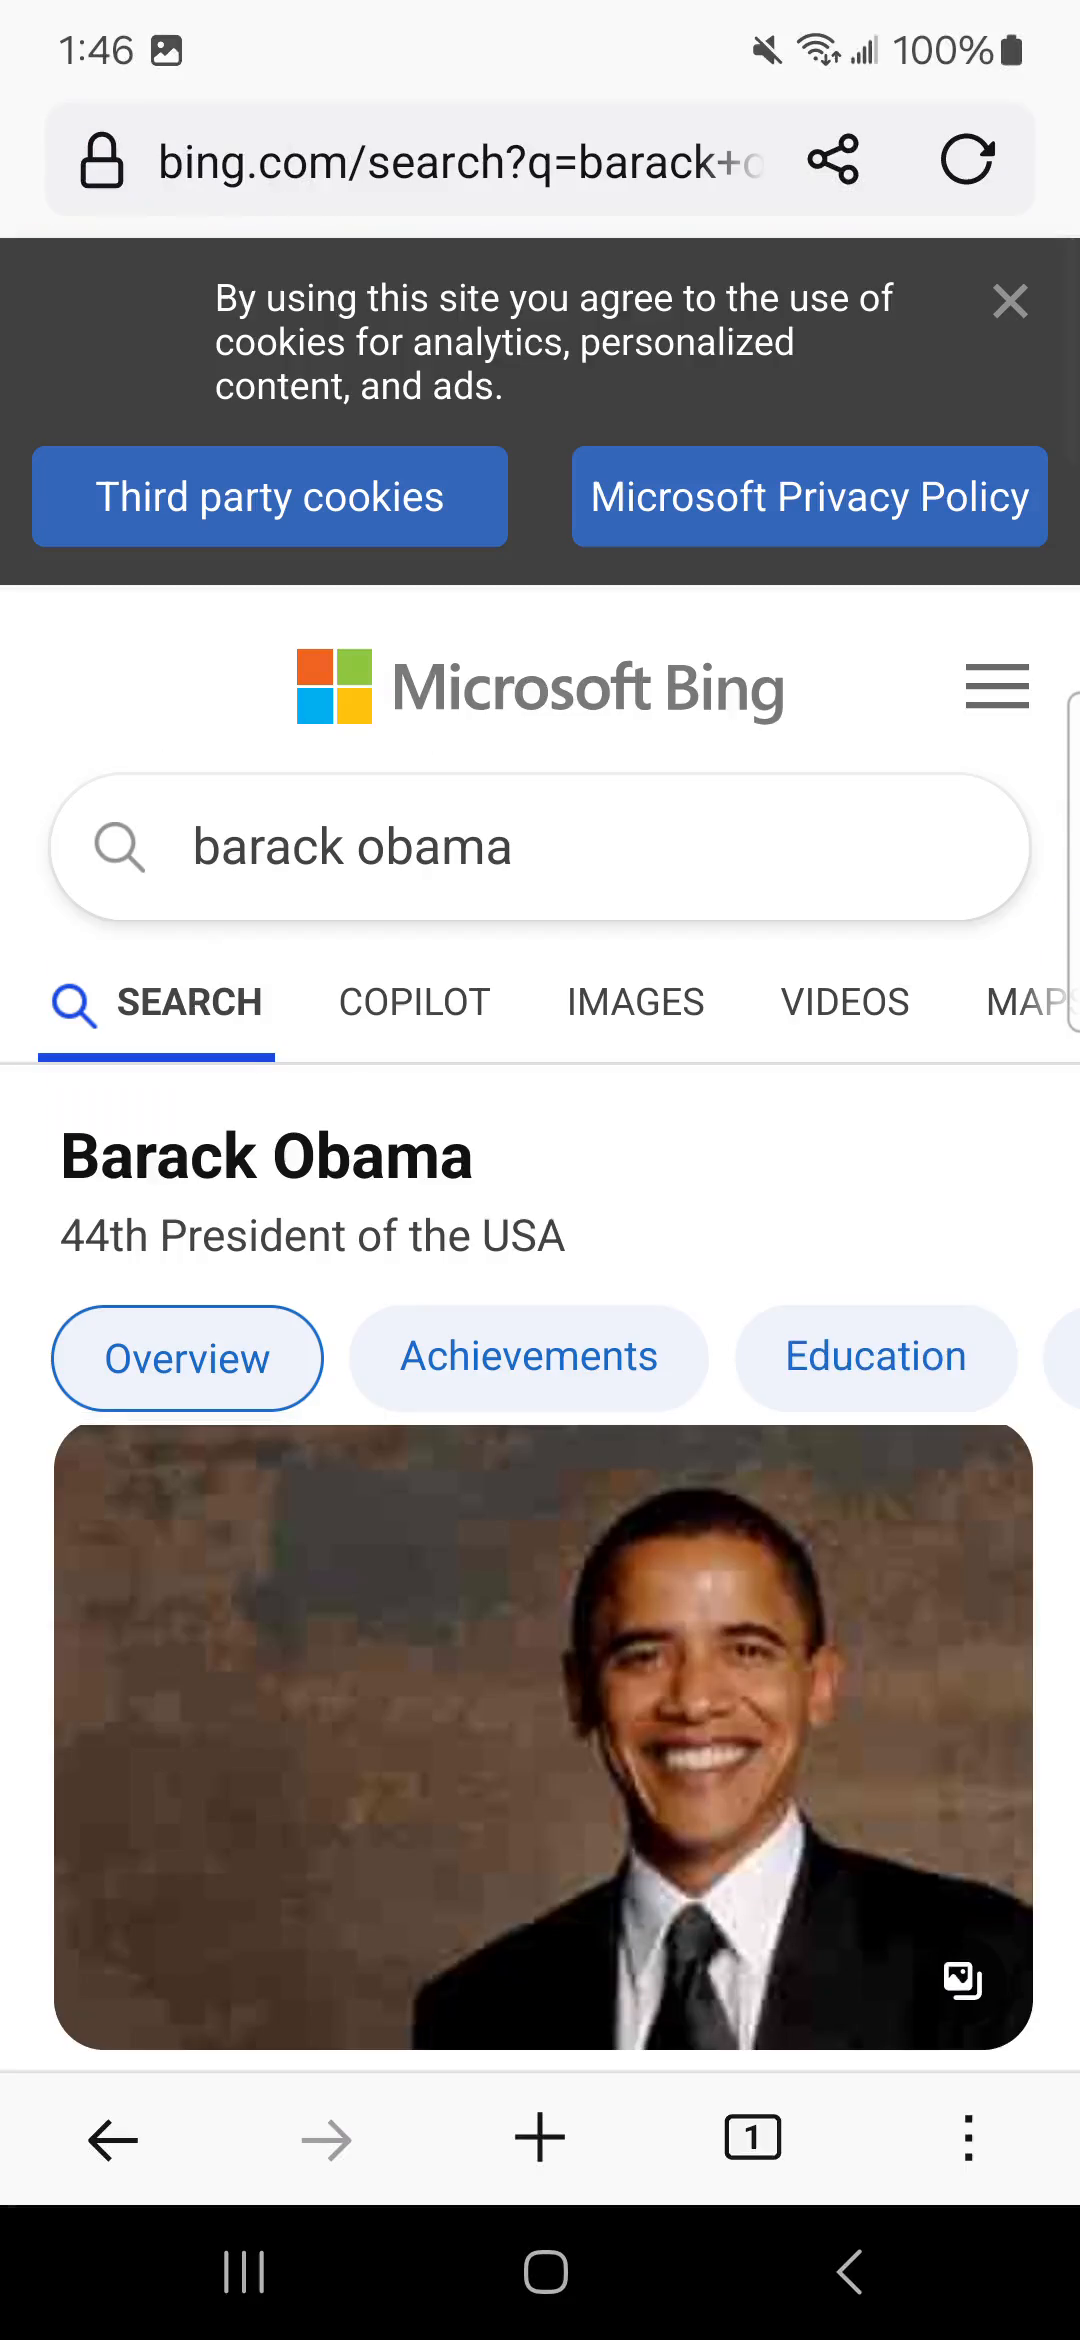 1:46 100%
bing.com/search?q=barack+o
By using this site you agree to the use of
cookies for analytics, personalized
content, and ads.
Third party cookies Microsoft Privacy Policy
Microsoft Bing
barack obama
SEARCH COPILOT IMAGES VIDEOS MAPS
Barack Obama
44th President of the USA
Overview Achievements Education
1